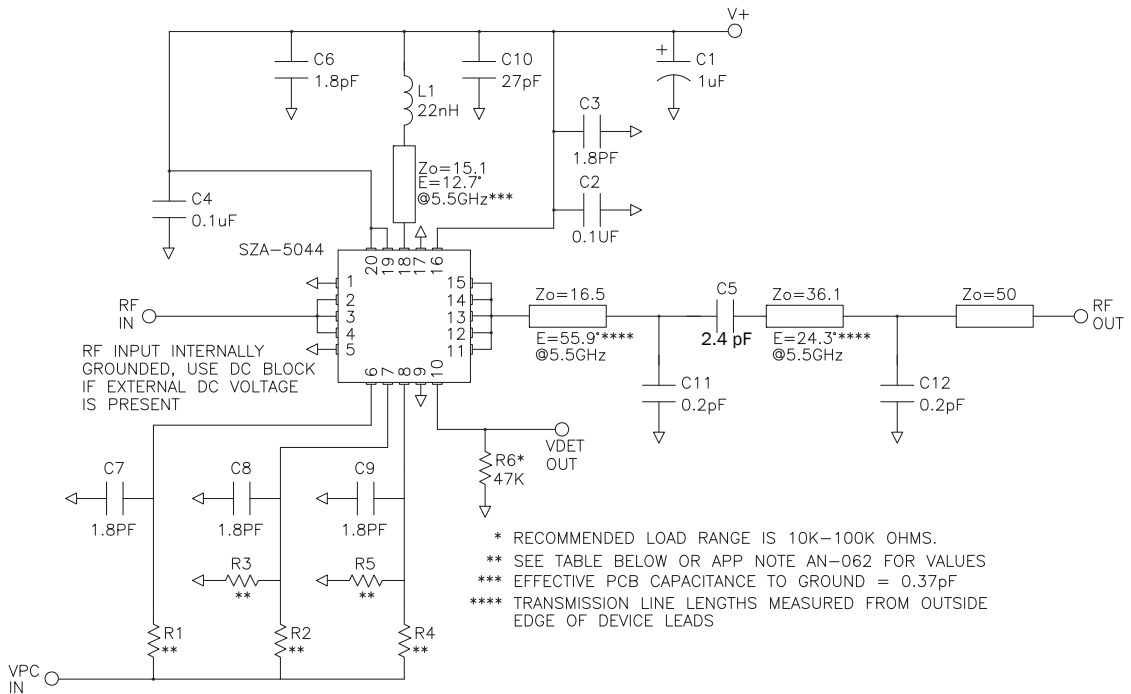 V+
C6
1.8pF
C10
27pF
+
C1
1uF
L1
22nH
C3
1.8PF
Zo=15.1
E=12.7°
@5.5GHz***
C2
0.1UF
C4
0.1uF
SZA-5044
20
19
18
17
16
1
2
3
4
5
15
14
13
12
11
6
7
8
9
10
RF
IN
RF INPUT INTERNALLY
GROUNDED, USE DC BLOCK
IF EXTERNAL DC VOLTAGE
IS PRESENT
Zo=16.5
E=55.9°****
@5.5GHz
C5
2.4 pF
Zo=36.1
E=24.3°****
@5.5GHz
Zo=50
RF
OUT
C11
0.2pF
C12
0.2pF
VDET
OUT
R6*
47K
C7
1.8PF
C8
1.8PF
C9
1.8PF
R3
**
R5
**
R1
**
R2
**
R4
**
VPC
IN
* RECOMMENDED LOAD RANGE IS 10K-100K OHMS.
** SEE TABLE BELOW OR APP NOTE AN-062 FOR VALUES
*** EFFECTIVE PCB CAPACITANCE TO GROUND = 0.37pF
**** TRANSMISSION LINE LENGTHS MEASURED FROM OUTSIDE
EDGE OF DEVICE LEADS